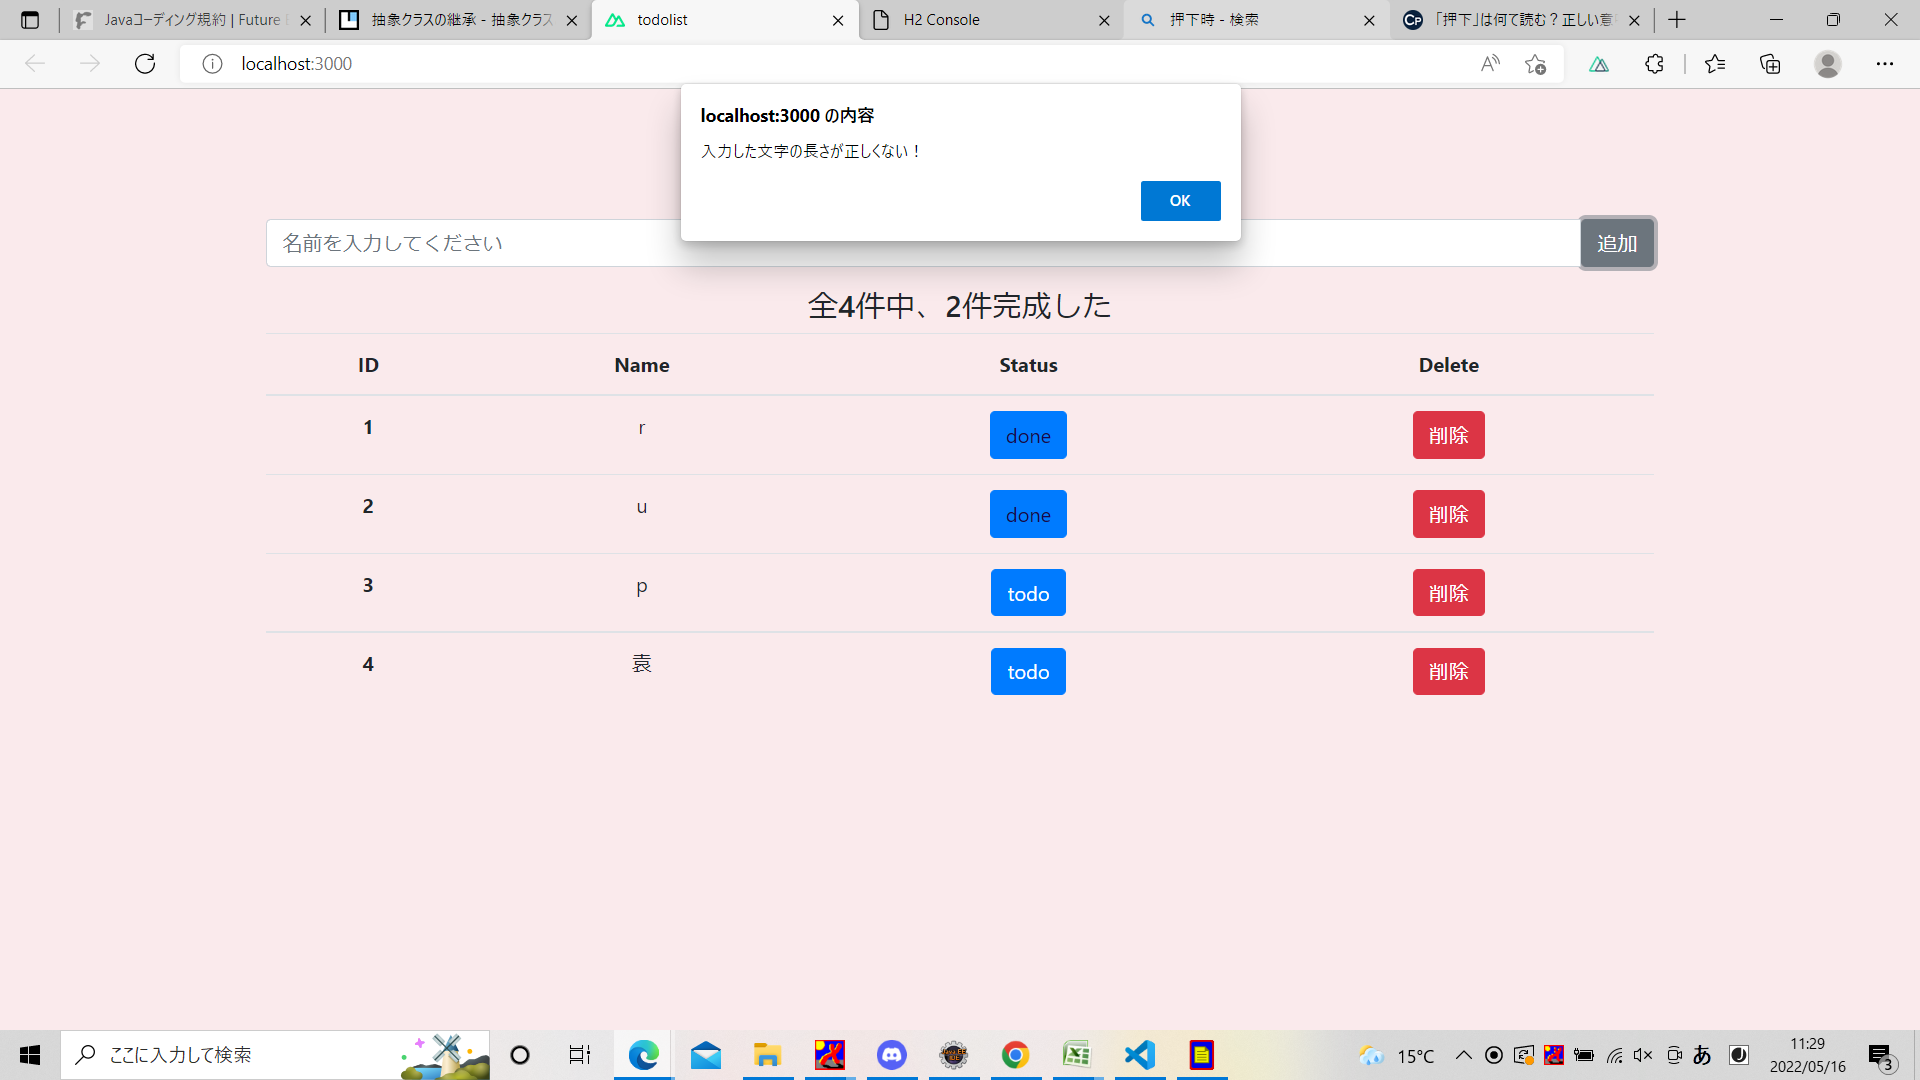 Javaコーディング規約 | Future
抽象クラスの継承 - 抽象クラス
todolist
H2 Console
押下時 - 検索
「押下」は何て読む？正しい意
localhost:3000
localhost:3000 の内容
入力した文字の長さが正しくない！
OK
名前を入力してください
追加
全4件中、2件完成した
ID Name Status Delete
1 r done 削除
2 u done 削除
3 p todo 削除
4 袁 todo 削除
ここに入力して検索
15°C
あ
11:29
2022/05/16
3